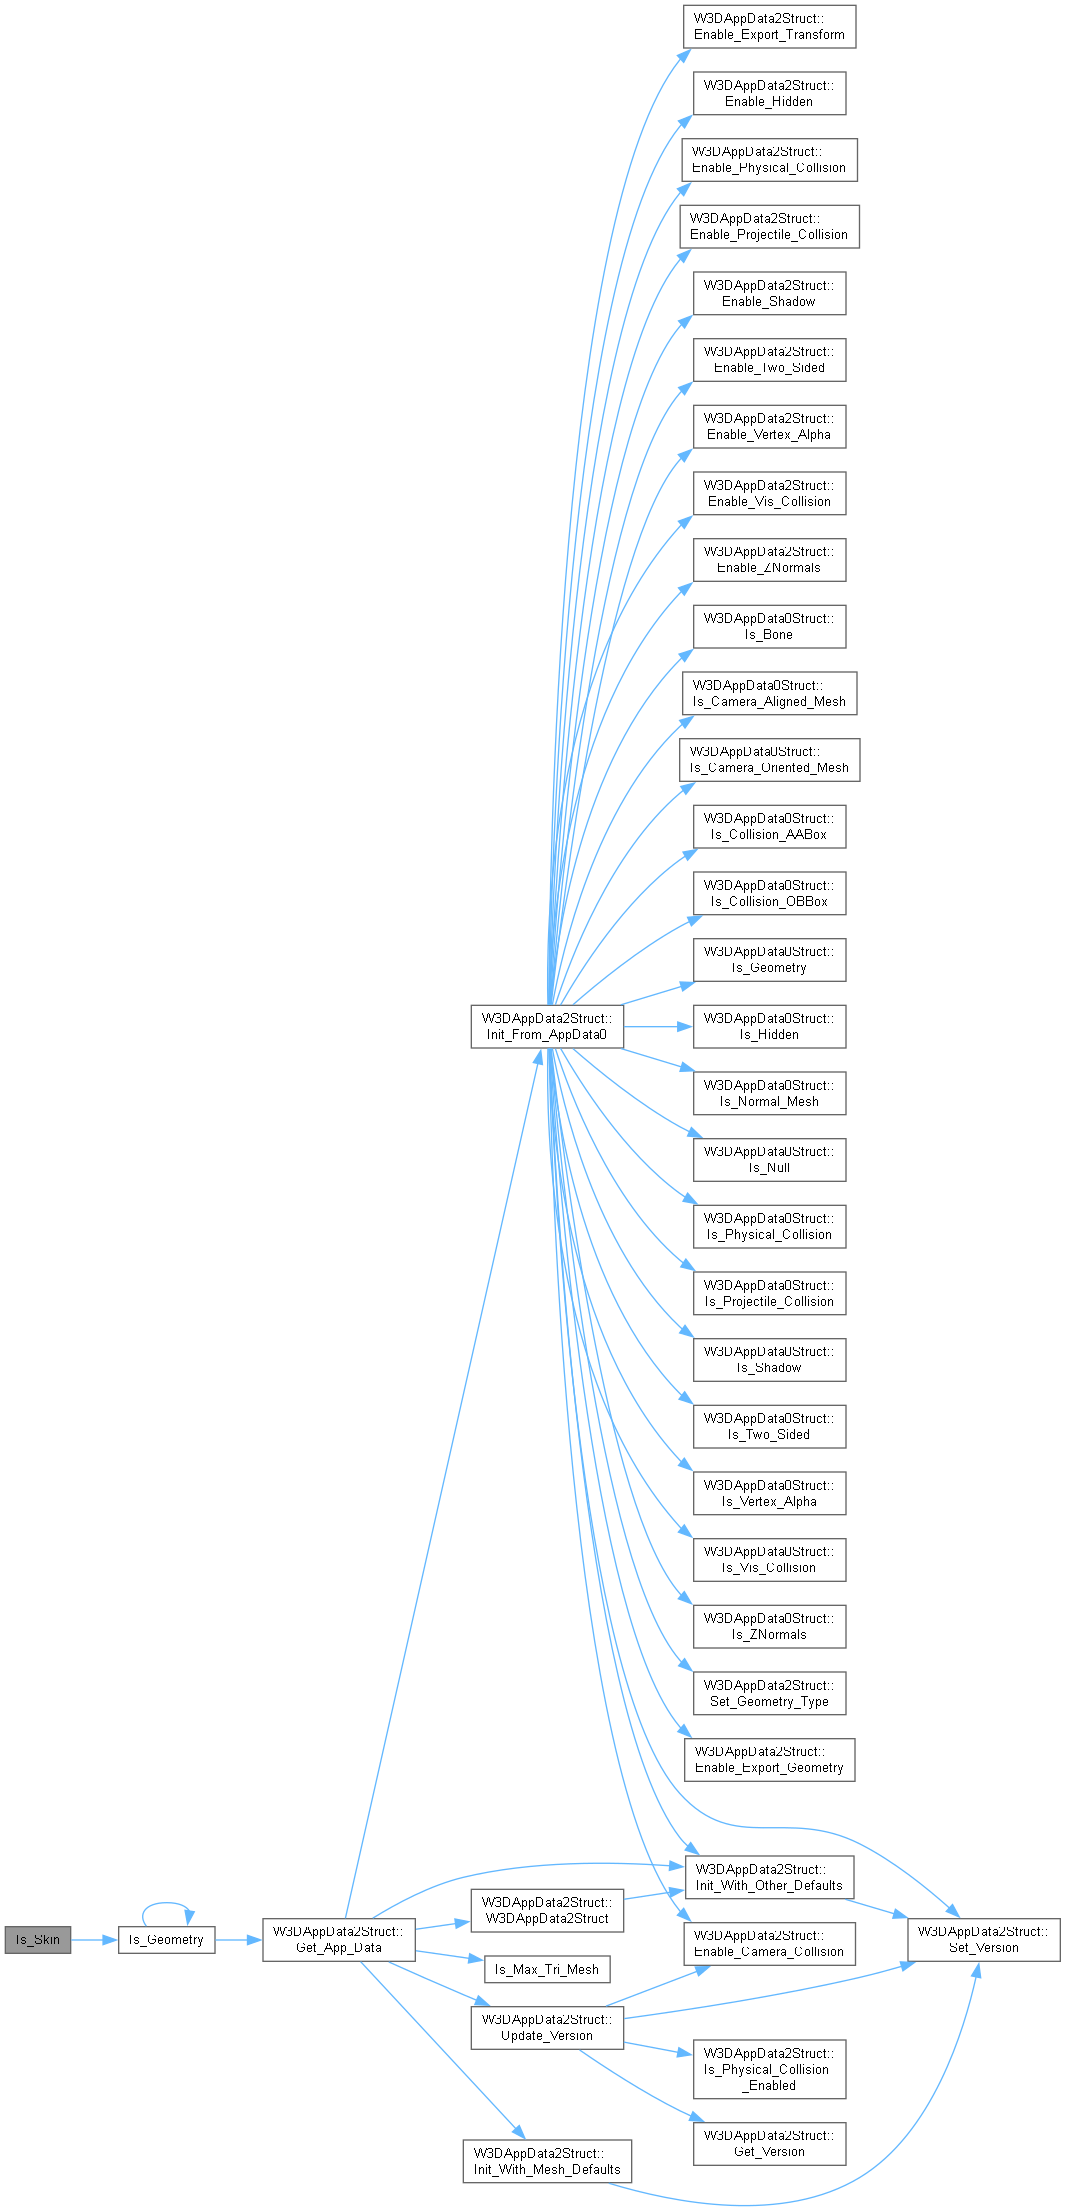 W3DAppData2Struct::
Enable_Export_Transform
W3DAppData2Struct::
Enable_Hidden
W3DAppData2Struct::
Enable_Physical_Collision
W3DAppData2Struct::
Enable_Projectile_Collision
W3DAppData2Struct::
Enable_Shadow
W3DAppData2Struct::
Enable_Two_Sided
W3DAppData2Struct::
Enable_Vertex_Alpha
W3DAppData2Struct::
Enable_Vis_Collision
W3DAppData2Struct::
Enable_ZNormals
W3DAppData0Struct::
Is_Bone
W3DAppData0Struct::
Is_Camera_Aligned_Mesh
W3DAppData0Struct::
Is_Camera_Oriented_Mesh
W3DAppData0Struct::
Is_Collision_AABox
W3DAppData0Struct::
Is_Collision_OBBox
W3DAppData0Struct::
Is_Geometry
W3DAppData2Struct::
Init_From_AppData0
W3DAppData0Struct::
Is_Hidden
W3DAppData0Struct::
Is_Normal_Mesh
W3DAppData0Struct::
Is_Null
W3DAppData0Struct::
Is_Physical_Collision
W3DAppData0Struct::
Is_Projectile_Collision
W3DAppData0Struct::
Is_Shadow
W3DAppData0Struct::
Is_Two_Sided
W3DAppData0Struct::
Is_Vertex_Alpha
W3DAppData0Struct::
Is_Vis_Collision
W3DAppData0Struct::
Is_ZNormals
W3DAppData2Struct::
Set_Geometry_Type
W3DAppData2Struct::
Enable_Export_Geometry
W3DAppData2Struct::
Init_With_Other_Defaults
W3DAppData2Struct::
W3DAppData2Struct
Is_Skin
Is_Geometry
W3DAppData2Struct::
Get_App_Data
W3DAppData2Struct::
Enable_Camera_Collision
W3DAppData2Struct::
Set_Version
Is_Max_Tri_Mesh
W3DAppData2Struct::
Update_Version
W3DAppData2Struct::
Is_Physical_Collision
_Enabled
W3DAppData2Struct::
Get_Version
W3DAppData2Struct::
Init_With_Mesh_Defaults